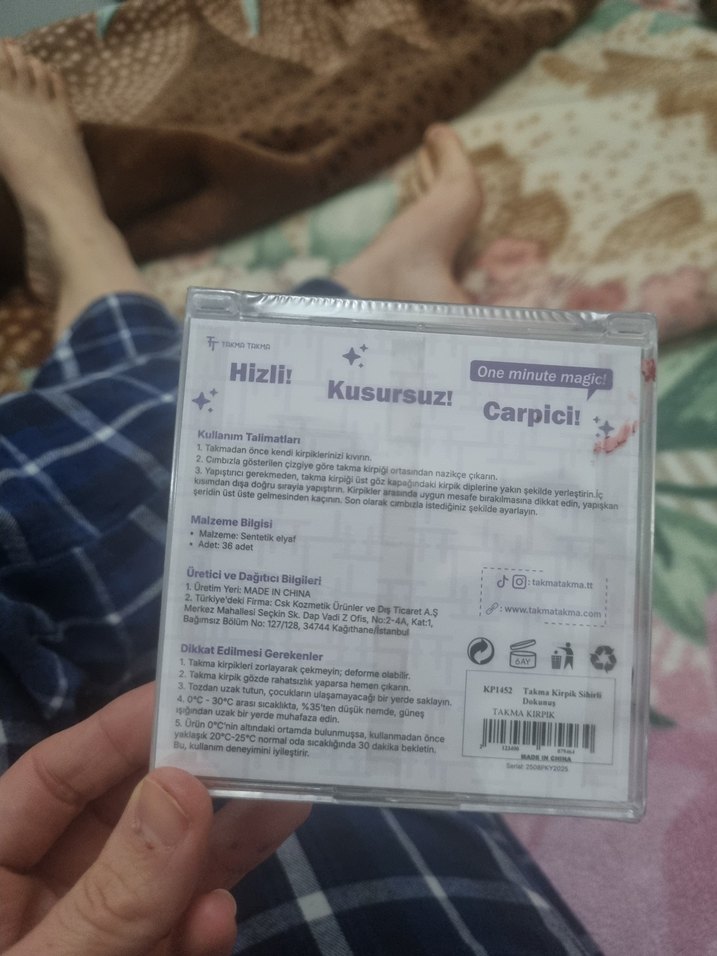 TT TAKMA TAKMA
Hizli!
Kusursuz!
One minute magic!
Carpici!
Kullanım Talimatları
1. Takmadan önce kendi kirpiklerinizi kıvırın.
2. Cımbızla gösterilen çizgiye göre takma kirpiği ortasından nazikçe çıkarın.
3. Yapıştırıcı gerekmeden, takma kirpiği üst göz kapağındaki kirpik diplerine yakın şekilde yerleştirin.İç
kısımdan dışa doğru sırayla yapıştırın. Kirpikler arasında uygun mesafe bırakılmasına dikkat edin, yapışkan
şeridin üst üste gelmesinden kaçının. Son olarak cımbızla istediğiniz şekilde ayarlayın.
Malzeme Bilgisi
• Malzeme: Sentetik elyaf
• Adet: 36 adet
Üretici ve Dağıtıcı Bilgileri
1. Üretim Yeri: MADE IN CHINA
2. Türkiye'deki Firma: Csk Kozmetik Ürünler ve Dış Ticaret A.Ş
Merkez Mahallesi Seçkin Sk. Dap Vadi Z Ofis, No:2-4A, Kat:1,
Bağımsız Bölüm No: 127/128, 34744 Kağıthane/İstanbul
: takmatakma.tt
: www.takmatakma.com
Dikkat Edilmesi Gerekenler
1. Takma kirpikleri zorlayarak çekmeyin; deforme olabilir.
2. Takma kirpik gözde rahatsızlık yaparsa hemen çıkarın.
3. Tozdan uzak tutun, çocukların ulaşamayacağı bir yerde saklayın.
4. 0°C - 30°C arası sıcaklıkta, %35'ten düşük nemde, güneş
ışığından uzak bir yerde muhafaza edin.
5. Ürün 0°C'nin altındaki ortamda bulunmuşsa, kullanmadan önce
yaklaşık 20°C-25°C normal oda sıcaklığında 30 dakika bekletin.
Bu, kullanım deneyimini iyileştirir.
6AY
KP1452 Takma Kirpik Sihirli
Dokunuş
TAKMA KIRPIK
MADE IN CHINA
Serial: 2508PKY2025